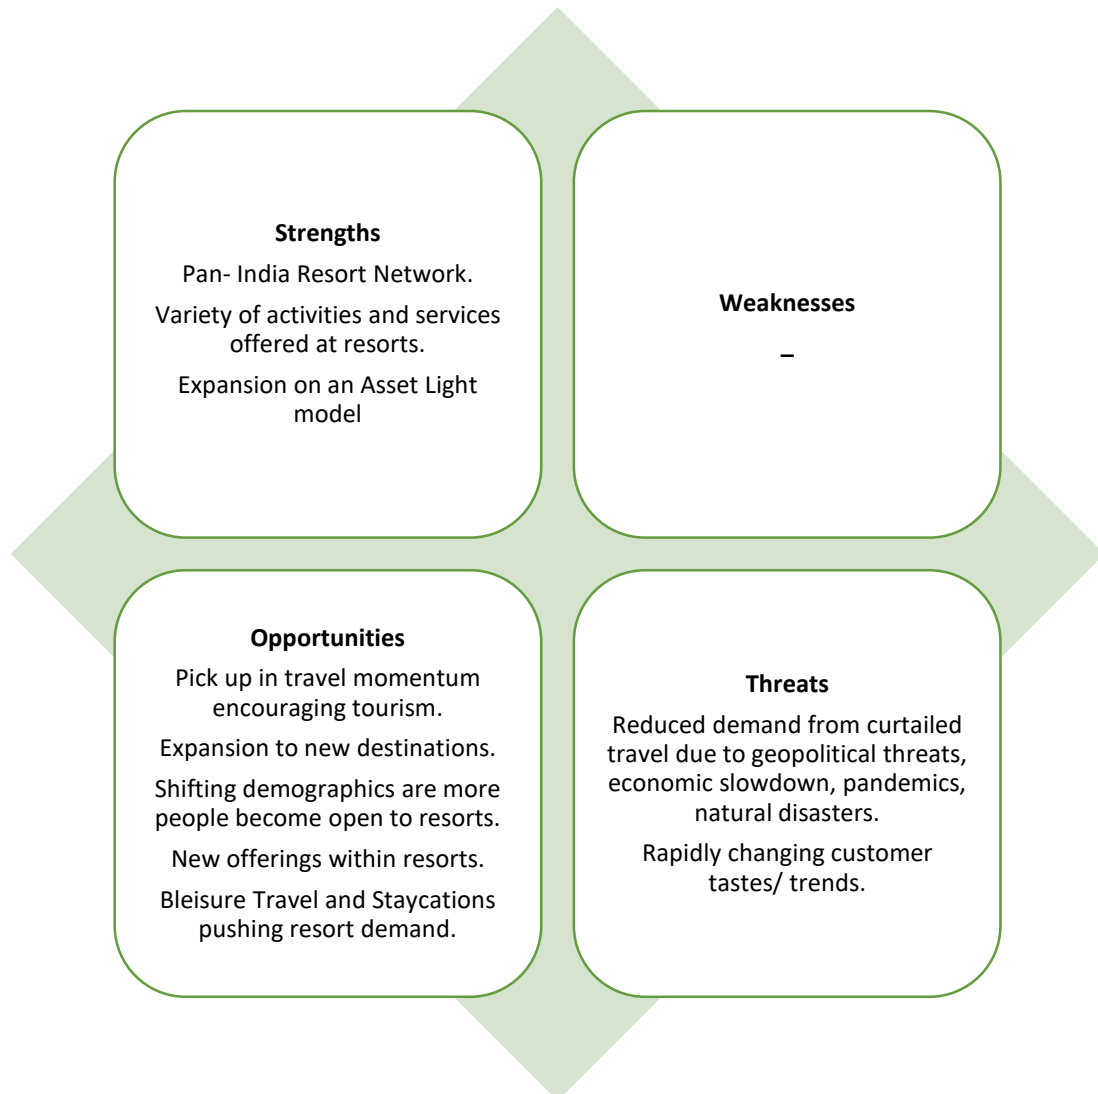 Strengths
Pan- India Resort Network.
Variety of activities and services
offered at resorts.
Expansion on an Asset Light
model
Weaknesses
–
Opportunities
Pick up in travel momentum
encouraging tourism.
Expansion to new destinations.
Shifting demographics are more
people become open to resorts.
New offerings within resorts.
Bleisure Travel and Staycations
pushing resort demand.
Threats
Reduced demand from curtailed
travel due to geopolitical threats,
economic slowdown, pandemics,
natural disasters.
Rapidly changing customer
tastes/ trends.